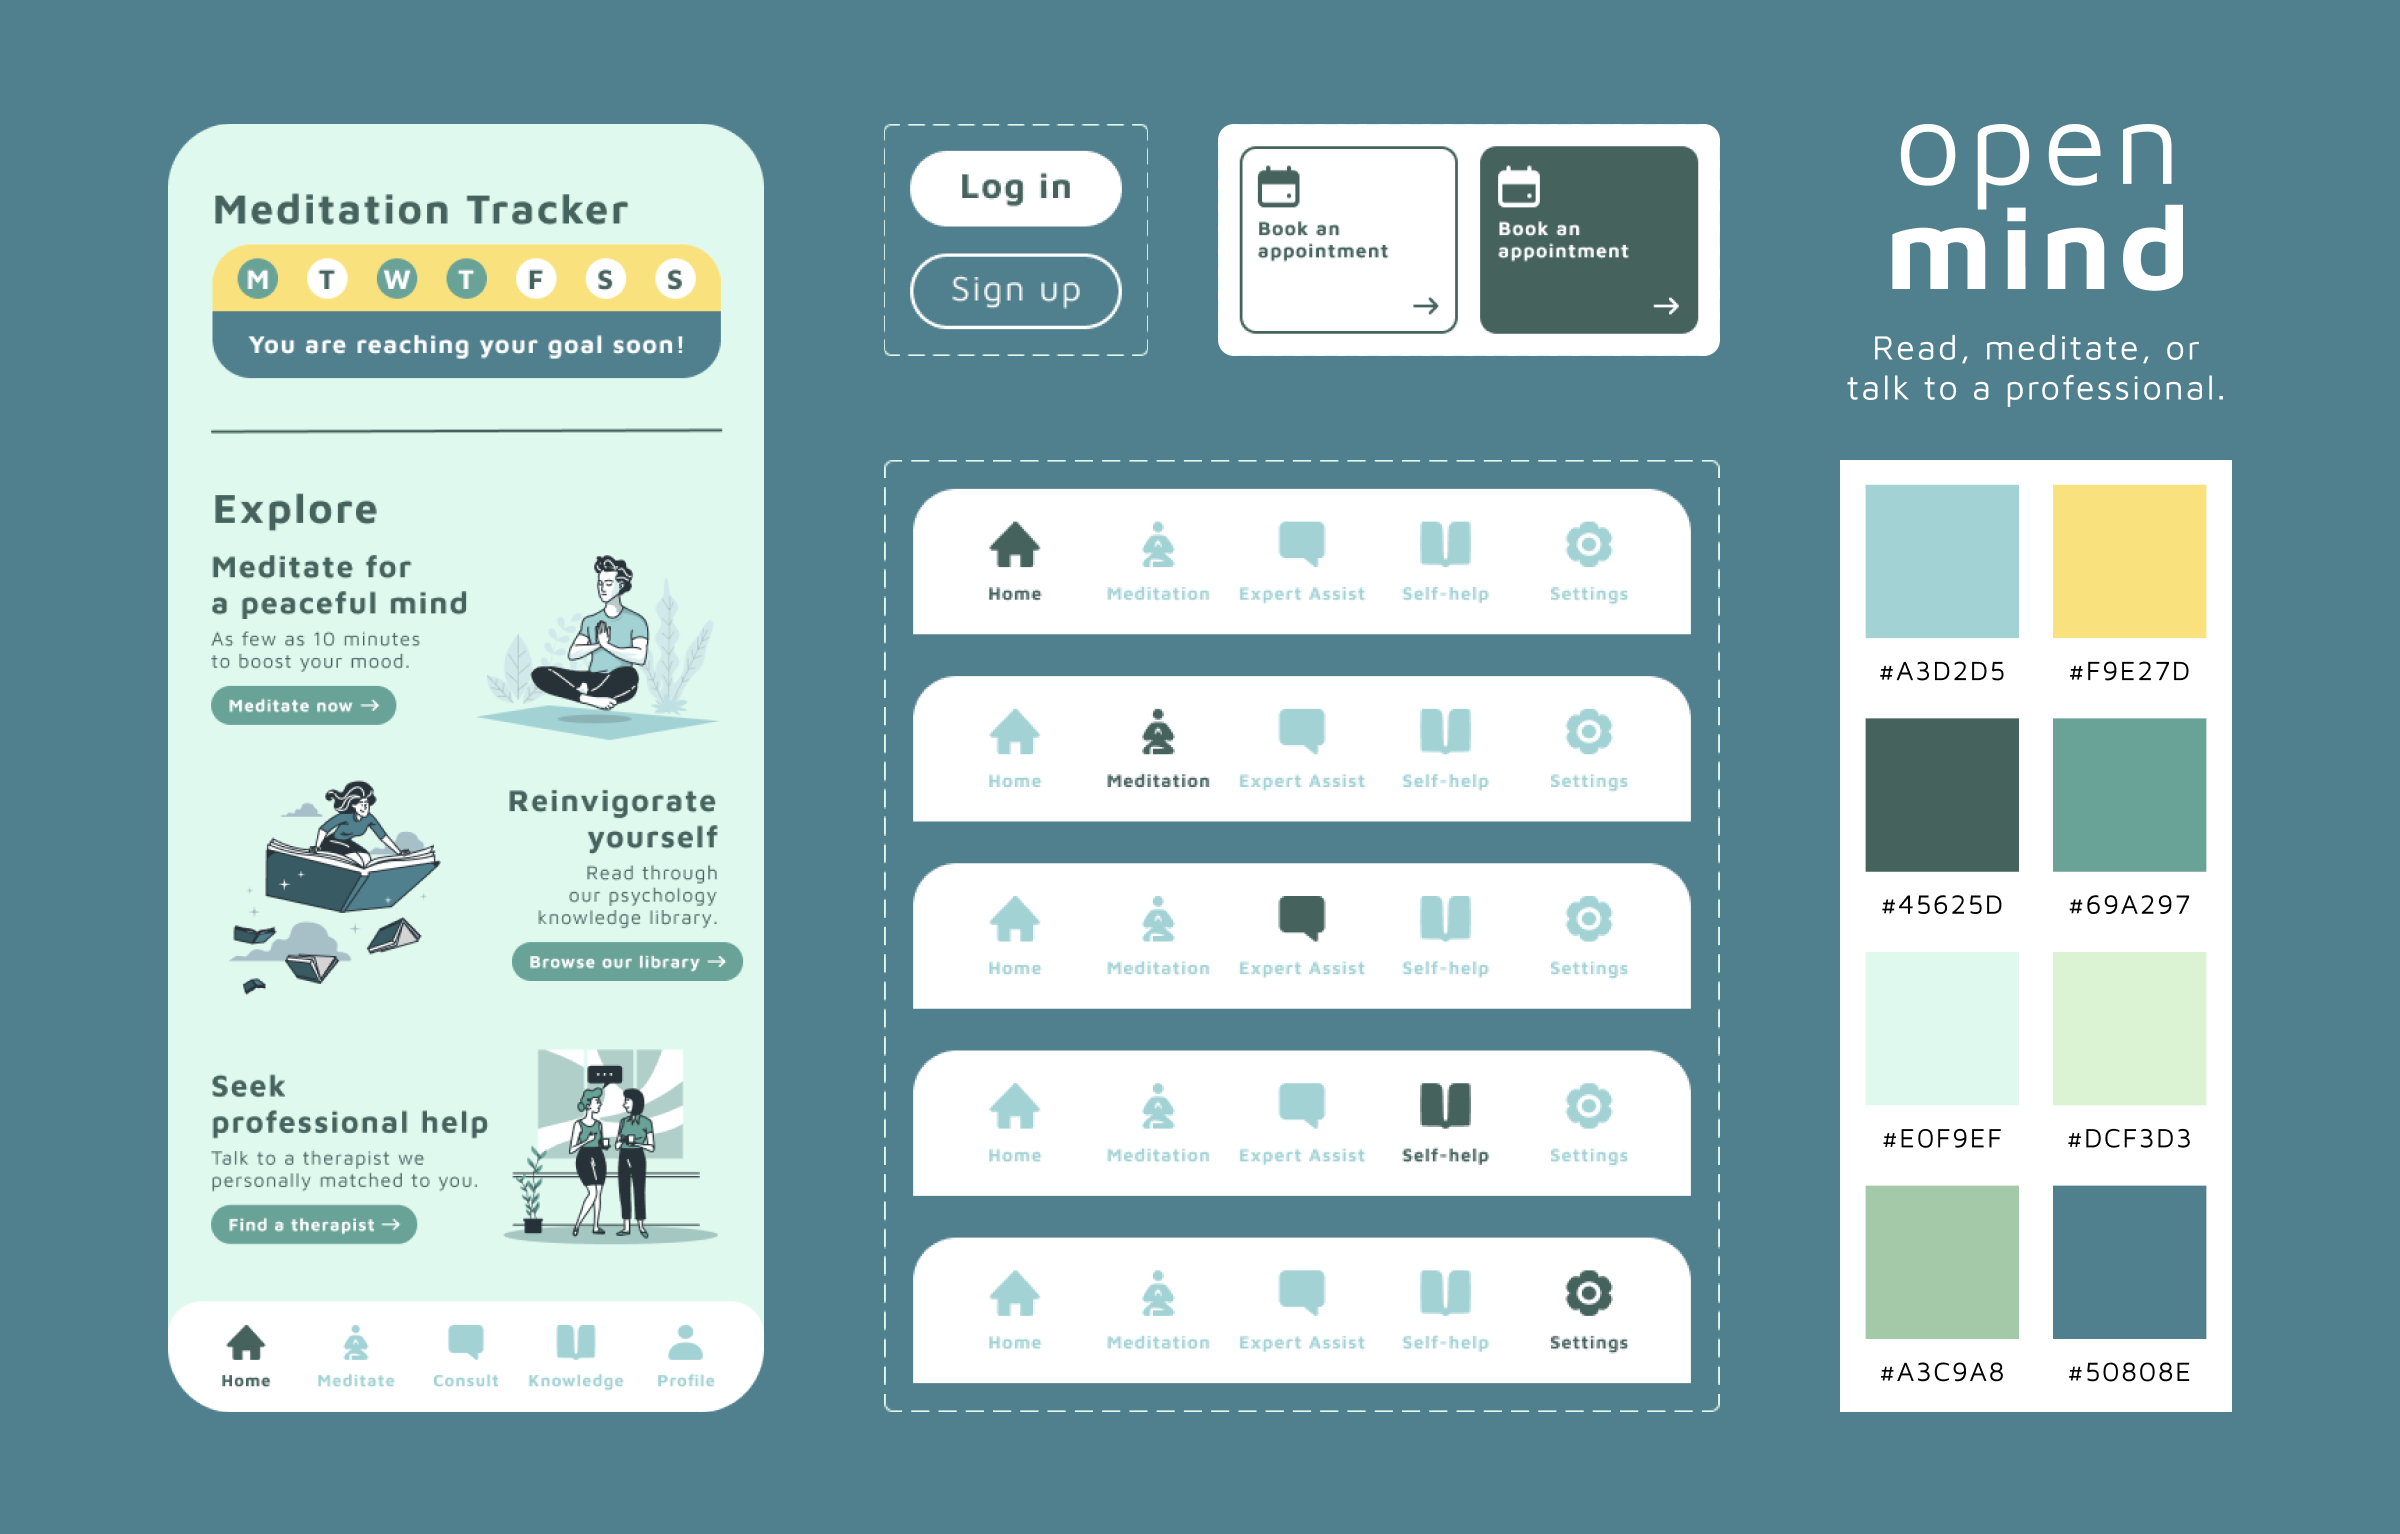 Meditation Tracker
M T W T F S S
You are reaching your goal soon!
Explore
Meditate for
a peaceful mind
As few as 10 minutes
to boost your mood.
Meditate now →
Reinvigorate
yourself
Read through
our psychology
knowledge library.
Browse our library →
Seek
professional help
Talk to a therapist we
personally matched to you.
Find a therapist →
Home Meditate Consult Knowledge Profile
Log in
Sign up
Book an
appointment
→
Book an
appointment
→
Home Meditation Expert Assist Self-help Settings
Home Meditation Expert Assist Self-help Settings
Home Meditation Expert Assist Self-help Settings
Home Meditation Expert Assist Self-help Settings
Home Meditation Expert Assist Self-help Settings
open
mind
Read, meditate, or
talk to a professional.
#A3D2D5 #F9E27D
#45625D #69A297
#E0F9EF #DCF3D3
#A3C9A8 #50808E